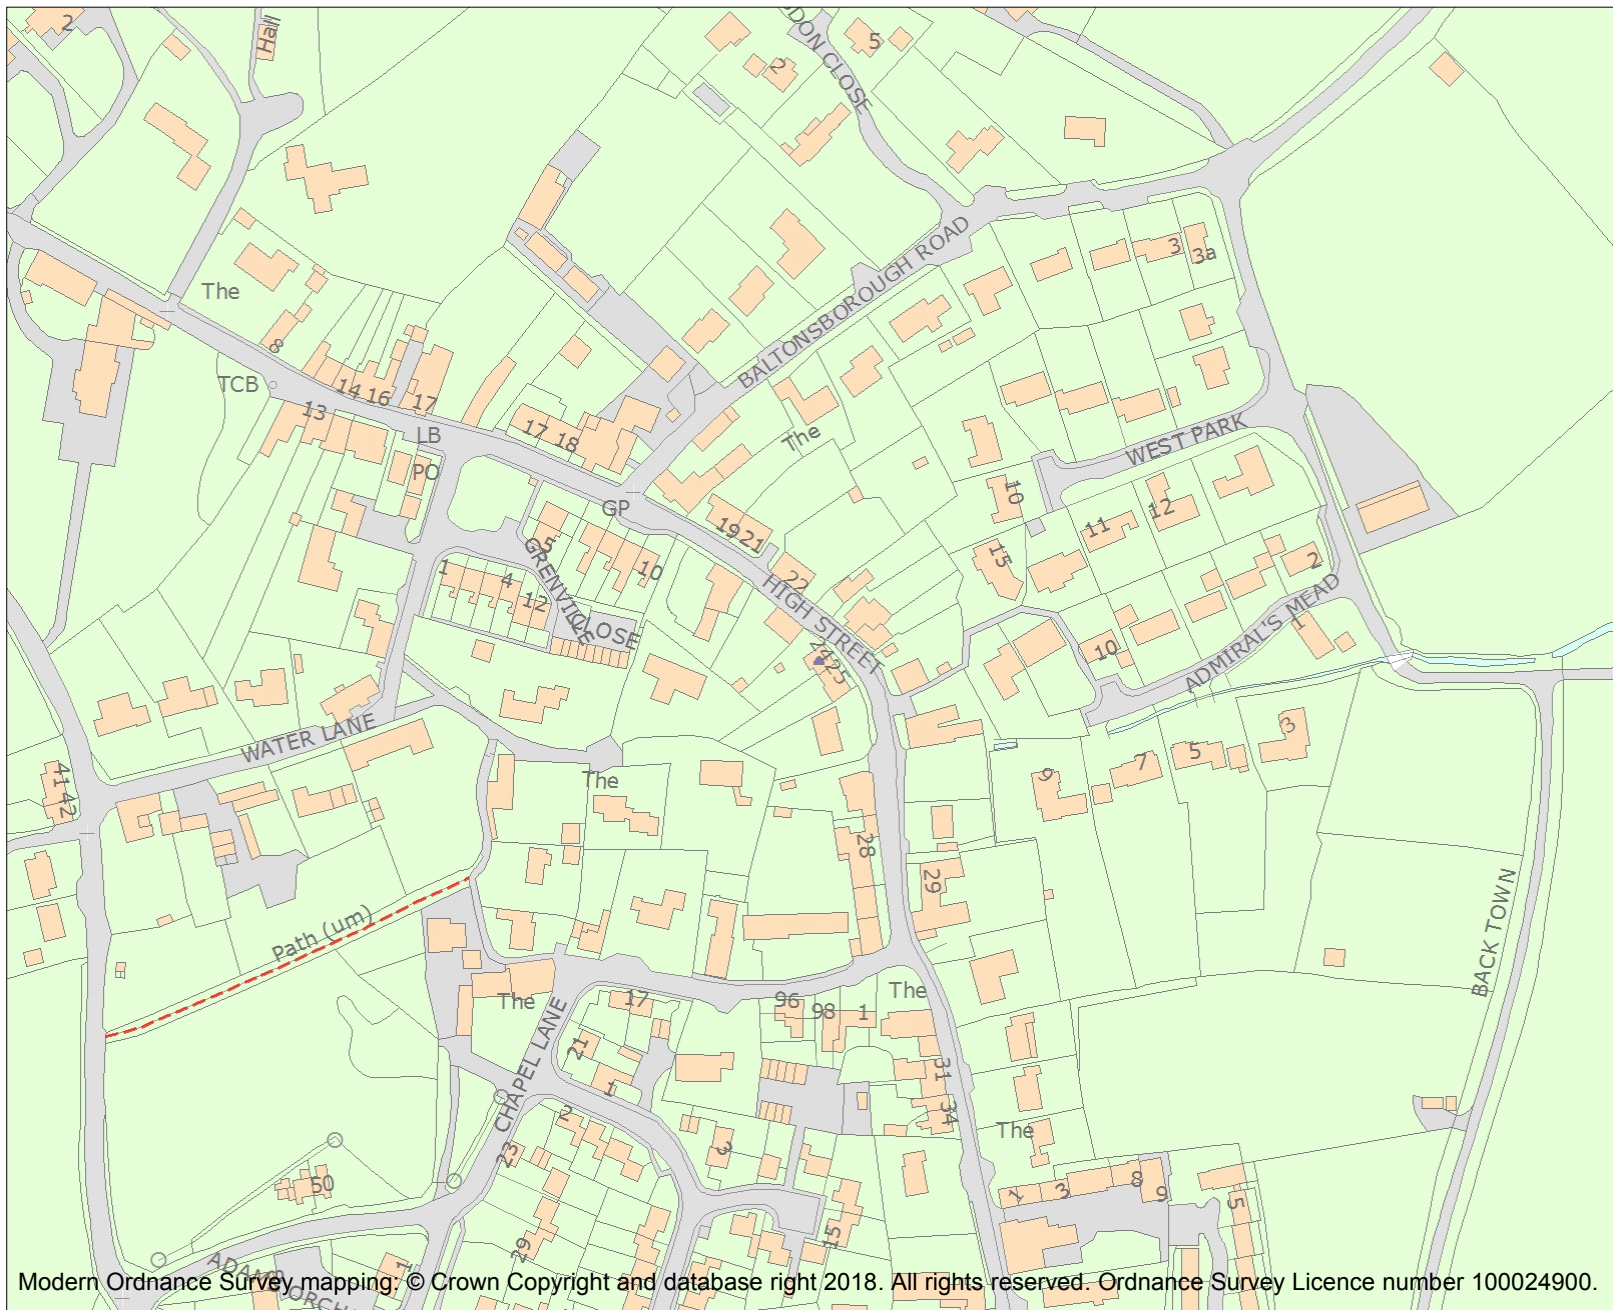 2
Hall
DON CLOSE
5
2
The
8
TCB
14
16
17
13
LB
PO
17
18
GP
BALTONSBOROUGH ROAD
3
3a
The
WEST PARK
10
11
12
15
19
21
22
HIGH STREET
2
ADMIRAL'S MEAD
1
10
5
GRENVILLE
CLOSE
10
1
4
12
24
25
WATER LANE
41
42
The
9
7
5
3
28
29
Path (um)
BACK TOWN
The
The
CHAPEL LANE
17
96
98
1
21
1
31
34
2
23
3
The
50
1
3
8
9
5
15
29
1
Modern Ordnance Survey mapping: © Crown Copyright and database right 2018. All rights reserved. Ordnance Survey Licence number 100024900.